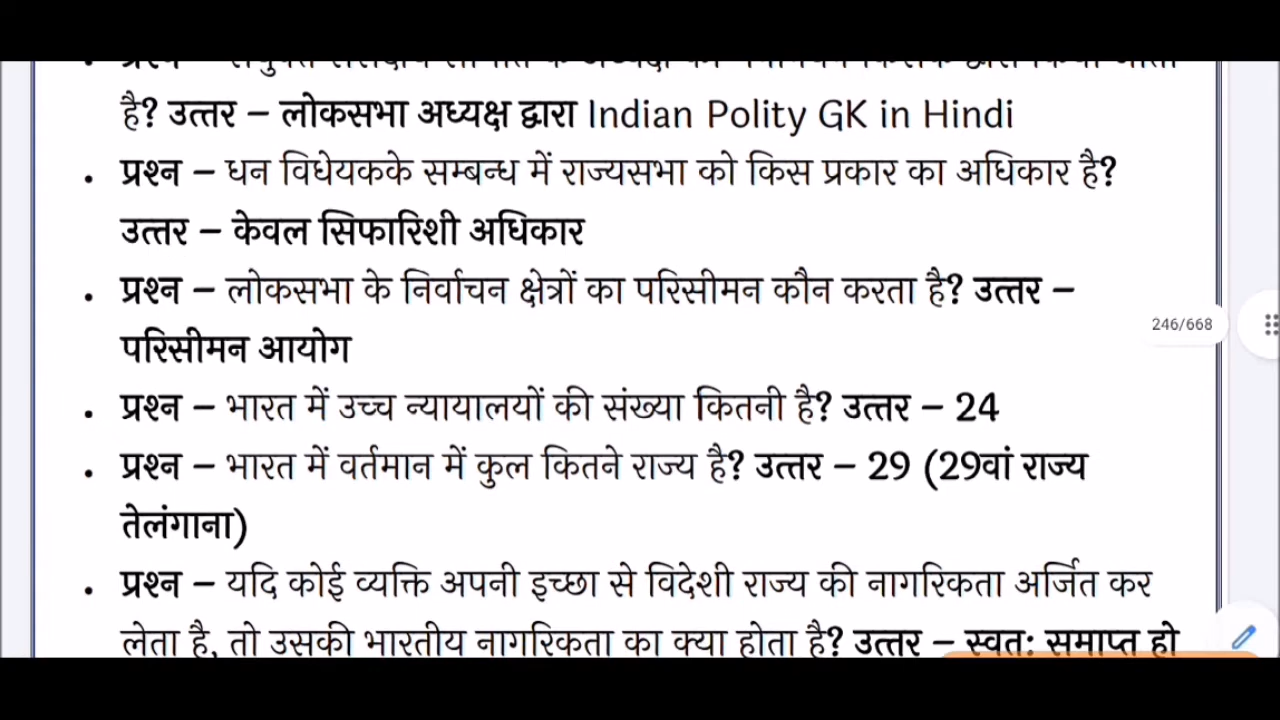 है? उत्तर – लोकसभा अध्यक्ष द्वारा Indian Polity GK in Hindi
• प्रश्न – धन विधेयकके सम्बन्ध में राज्यसभा को किस प्रकार का अधिकार है?
उत्तर – केवल सिफारिशी अधिकार
• प्रश्न – लोकसभा के निर्वाचन क्षेत्रों का परिसीमन कौन करता है? उत्तर –
परिसीमन आयोग
246/668
• प्रश्न – भारत में उच्च न्यायालयों की संख्या कितनी है? उत्तर – 24
• प्रश्न – भारत में वर्तमान में कुल कितने राज्य है? उत्तर – 29 (29वां राज्य
तेलंगाना)
• प्रश्न – यदि कोई व्यक्ति अपनी इच्छा से विदेशी राज्य की नागरिकता अर्जित कर
लेता है, तो उसकी भारतीय नागरिकता का क्या होता है? उत्तर – स्वतः समाप्त हो